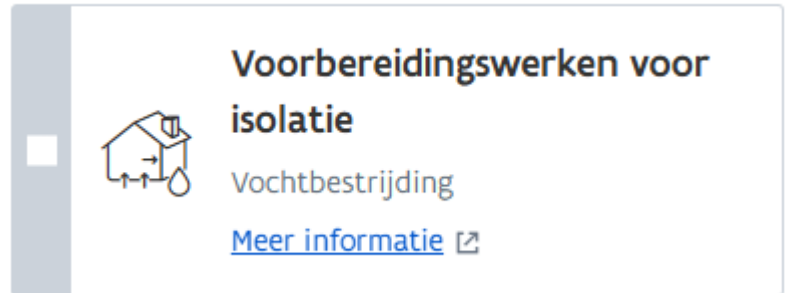 Voorbereidingswerken voor
isolatie
Vochtbestrijding
Meer informatie